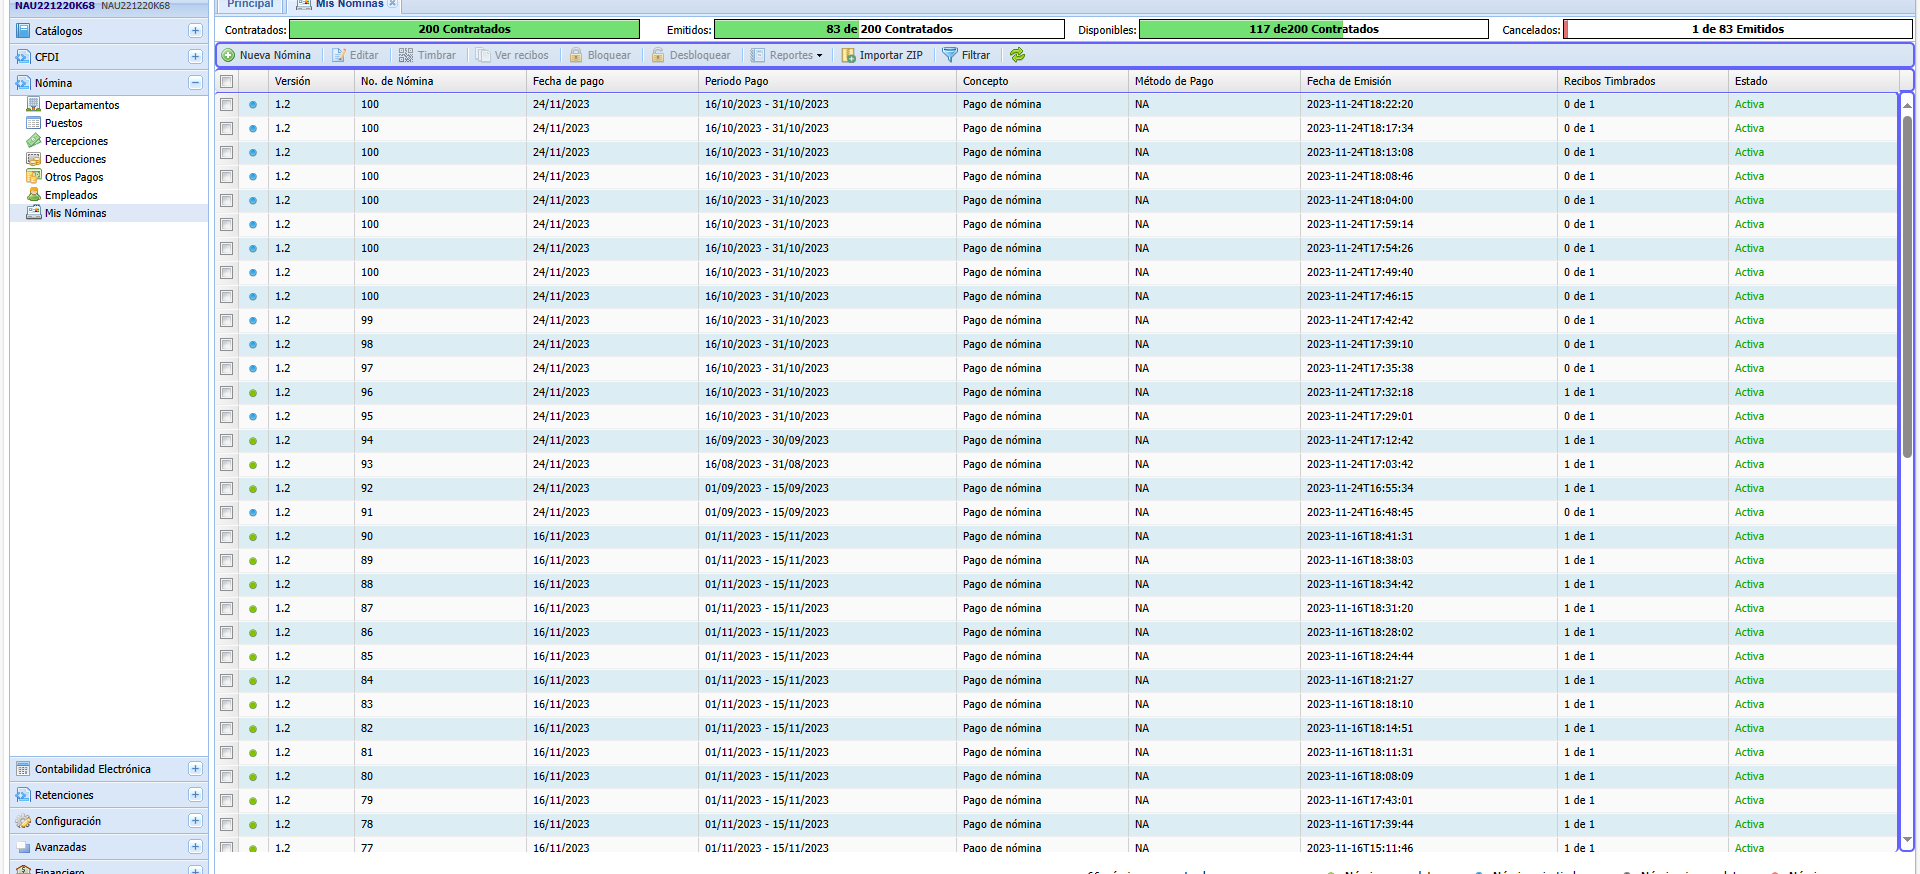 NAU221220K68 NAU221220K68
Principal Mis Nóminas
Contratados: 200 Contratados Emitidos: 83 de 200 Contratados Disponibles: 117 de200 Contratados Cancelados: 1 de 83 Emitidos
Nueva Nómina Editar Timbrar Ver recibos Bloquear Desbloquear Reportes Importar ZIP Filtrar
Catálogos
CFDI
Nómina
Departamentos
Puestos
Percepciones
Deducciones
Otros Pagos
Empleados
Mis Nóminas
Contabilidad Electrónica
Retenciones
Configuración
Avanzadas
Financiero
Versión No. de Nómina Fecha de pago Periodo Pago Concepto Método de Pago Fecha de Emisión Recibos Timbrados Estado
1.2 100 24/11/2023 16/10/2023 - 31/10/2023 Pago de nómina NA 2023-11-24T18:22:20 0 de 1 Activa
1.2 100 24/11/2023 16/10/2023 - 31/10/2023 Pago de nómina NA 2023-11-24T18:17:34 0 de 1 Activa
1.2 100 24/11/2023 16/10/2023 - 31/10/2023 Pago de nómina NA 2023-11-24T18:13:08 0 de 1 Activa
1.2 100 24/11/2023 16/10/2023 - 31/10/2023 Pago de nómina NA 2023-11-24T18:08:46 0 de 1 Activa
1.2 100 24/11/2023 16/10/2023 - 31/10/2023 Pago de nómina NA 2023-11-24T18:04:00 0 de 1 Activa
1.2 100 24/11/2023 16/10/2023 - 31/10/2023 Pago de nómina NA 2023-11-24T17:59:14 0 de 1 Activa
1.2 100 24/11/2023 16/10/2023 - 31/10/2023 Pago de nómina NA 2023-11-24T17:54:26 0 de 1 Activa
1.2 100 24/11/2023 16/10/2023 - 31/10/2023 Pago de nómina NA 2023-11-24T17:49:40 0 de 1 Activa
1.2 100 24/11/2023 16/10/2023 - 31/10/2023 Pago de nómina NA 2023-11-24T17:46:15 0 de 1 Activa
1.2 99 24/11/2023 16/10/2023 - 31/10/2023 Pago de nómina NA 2023-11-24T17:42:42 0 de 1 Activa
1.2 98 24/11/2023 16/10/2023 - 31/10/2023 Pago de nómina NA 2023-11-24T17:39:10 0 de 1 Activa
1.2 97 24/11/2023 16/10/2023 - 31/10/2023 Pago de nómina NA 2023-11-24T17:35:38 0 de 1 Activa
1.2 96 24/11/2023 16/10/2023 - 31/10/2023 Pago de nómina NA 2023-11-24T17:32:18 1 de 1 Activa
1.2 95 24/11/2023 16/10/2023 - 31/10/2023 Pago de nómina NA 2023-11-24T17:29:01 0 de 1 Activa
1.2 94 24/11/2023 16/09/2023 - 30/09/2023 Pago de nómina NA 2023-11-24T17:12:42 1 de 1 Activa
1.2 93 24/11/2023 16/08/2023 - 31/08/2023 Pago de nómina NA 2023-11-24T17:03:42 1 de 1 Activa
1.2 92 24/11/2023 01/09/2023 - 15/09/2023 Pago de nómina NA 2023-11-24T16:55:34 1 de 1 Activa
1.2 91 24/11/2023 01/09/2023 - 15/09/2023 Pago de nómina NA 2023-11-24T16:48:45 0 de 1 Activa
1.2 90 16/11/2023 01/11/2023 - 15/11/2023 Pago de nómina NA 2023-11-16T18:41:31 1 de 1 Activa
1.2 89 16/11/2023 01/11/2023 - 15/11/2023 Pago de nómina NA 2023-11-16T18:38:03 1 de 1 Activa
1.2 88 16/11/2023 01/11/2023 - 15/11/2023 Pago de nómina NA 2023-11-16T18:34:42 1 de 1 Activa
1.2 87 16/11/2023 01/11/2023 - 15/11/2023 Pago de nómina NA 2023-11-16T18:31:20 1 de 1 Activa
1.2 86 16/11/2023 01/11/2023 - 15/11/2023 Pago de nómina NA 2023-11-16T18:28:02 1 de 1 Activa
1.2 85 16/11/2023 01/11/2023 - 15/11/2023 Pago de nómina NA 2023-11-16T18:24:44 1 de 1 Activa
1.2 84 16/11/2023 01/11/2023 - 15/11/2023 Pago de nómina NA 2023-11-16T18:21:27 1 de 1 Activa
1.2 83 16/11/2023 01/11/2023 - 15/11/2023 Pago de nómina NA 2023-11-16T18:18:10 1 de 1 Activa
1.2 82 16/11/2023 01/11/2023 - 15/11/2023 Pago de nómina NA 2023-11-16T18:14:51 1 de 1 Activa
1.2 81 16/11/2023 01/11/2023 - 15/11/2023 Pago de nómina NA 2023-11-16T18:11:31 1 de 1 Activa
1.2 80 16/11/2023 01/11/2023 - 15/11/2023 Pago de nómina NA 2023-11-16T18:08:09 1 de 1 Activa
1.2 79 16/11/2023 01/11/2023 - 15/11/2023 Pago de nómina NA 2023-11-16T17:43:01 1 de 1 Activa
1.2 78 16/11/2023 01/11/2023 - 15/11/2023 Pago de nómina NA 2023-11-16T17:39:44 1 de 1 Activa
1.2 77 16/11/2023 01/11/2023 - 15/11/2023 Pago de nómina NA 2023-11-16T15:11:46 1 de 1 Activa